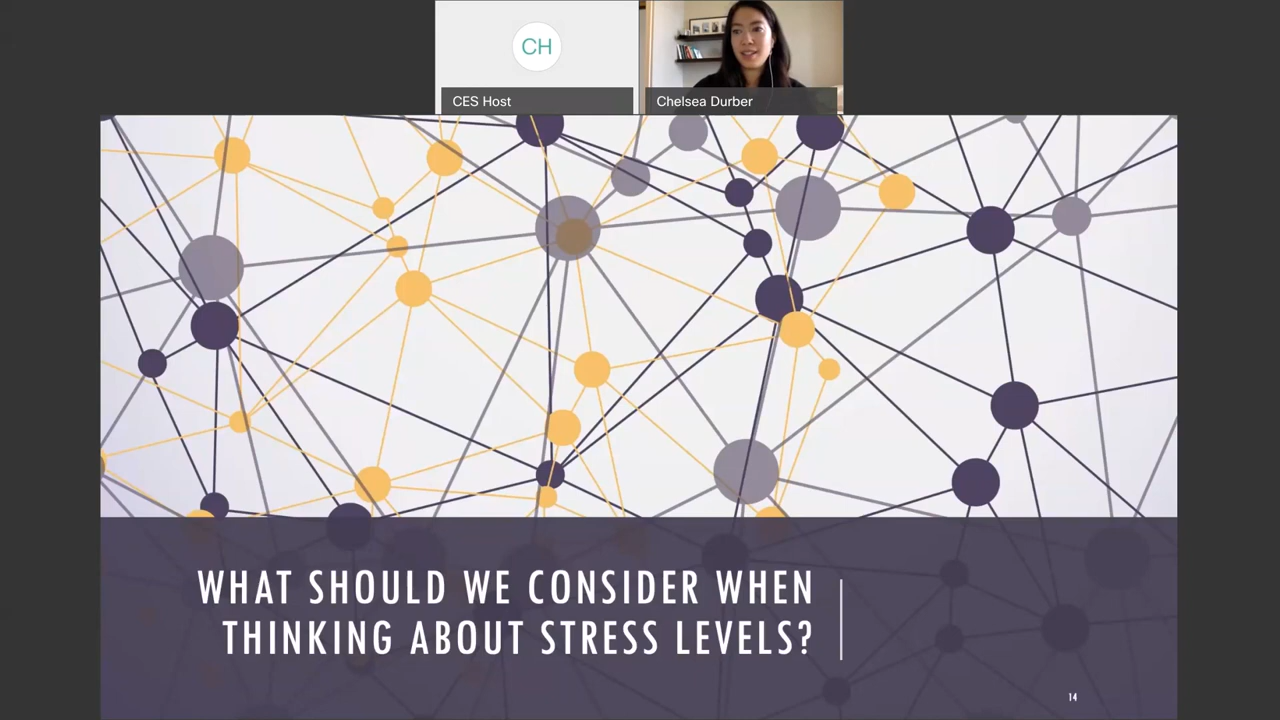 CH
CES Host
Chelsea Durber
WHAT SHOULD WE CONSIDER WHEN
THINKING ABOUT STRESS LEVELS?
14